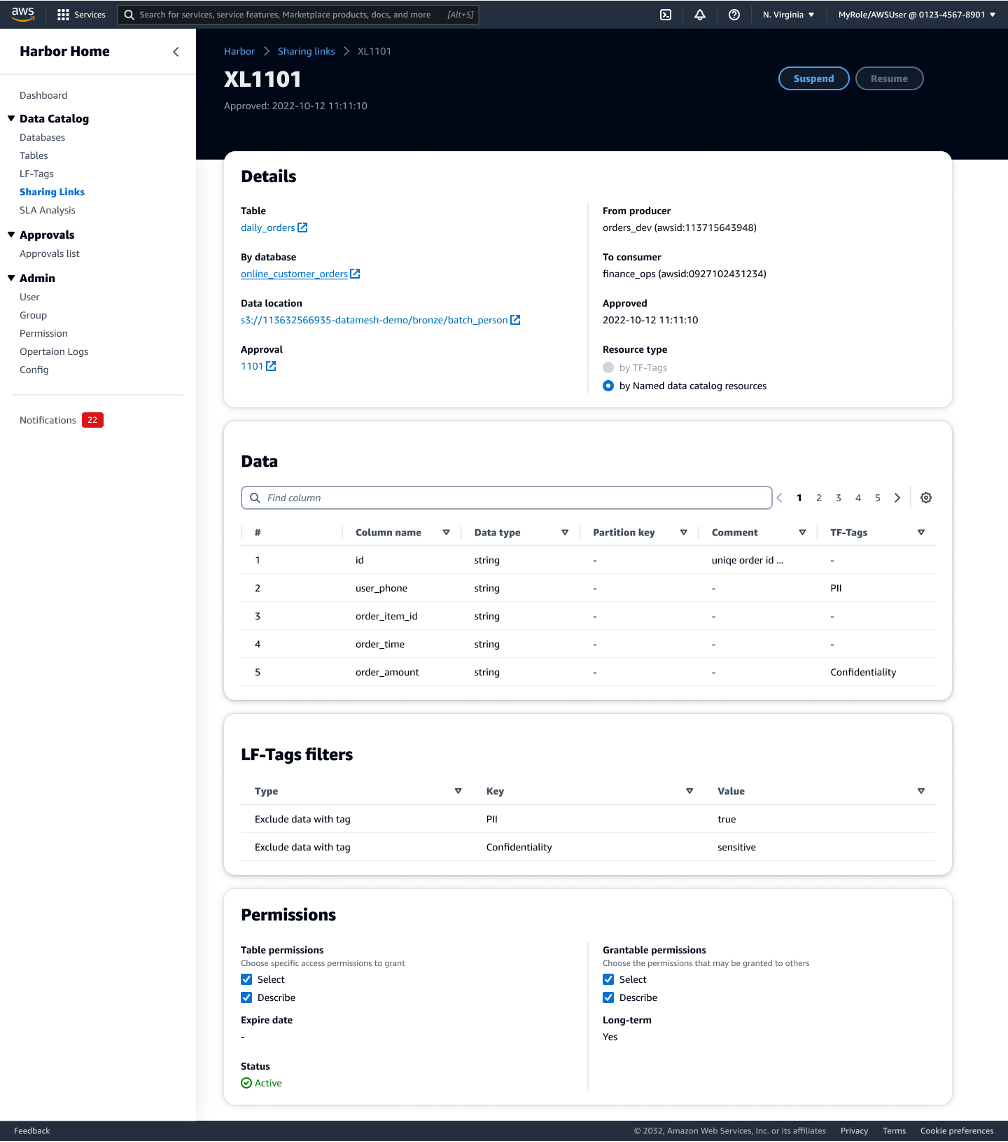 aws
Services
Search for services, service features, Marketplace products, docs, and more [Alt+S]
N. Virginia
MyRole/AWSUser @ 0123-4567-8901
Harbor Home
Dashboard
Data Catalog
Databases
Tables
LF-Tags
Sharing Links
SLA Analysis
Approvals
Approvals list
Admin
User
Group
Permission
Opertaion Logs
Config
Notifications 22
Harbor > Sharing links > XL1101
XL1101
Suspend
Resume
Approved: 2022-10-12 11:11:10
Details
Table
daily_orders
By database
online_customer_orders
Data location
s3://113632566935-datamesh-demo/bronze/batch_person
Approval
1101
From producer
orders_dev (awsid:113715643948)
To consumer
finance_ops (awsid:0927102431234)
Approved
2022-10-12 11:11:10
Resource type
by TF-Tags
by Named data catalog resources
Data
Find column
1 2 3 4 5
# Column name Data type Partition key Comment TF-Tags
1 id string - uniqe order id ... -
2 user_phone string - - PII
3 order_item_id string - - -
4 order_time string - - -
5 order_amount string - - Confidentiality
LF-Tags filters
Type Key Value
Exclude data with tag PII true
Exclude data with tag Confidentiality sensitive
Permissions
Table permissions
Choose specific access permissions to grant
Select
Describe
Expire date
-
Status
Active
Grantable permissions
Choose the permissions that may be granted to others
Select
Describe
Long-term
Yes
Feedback
© 2032, Amazon Web Services, Inc. or its affiliates Privacy Terms Cookie preferences